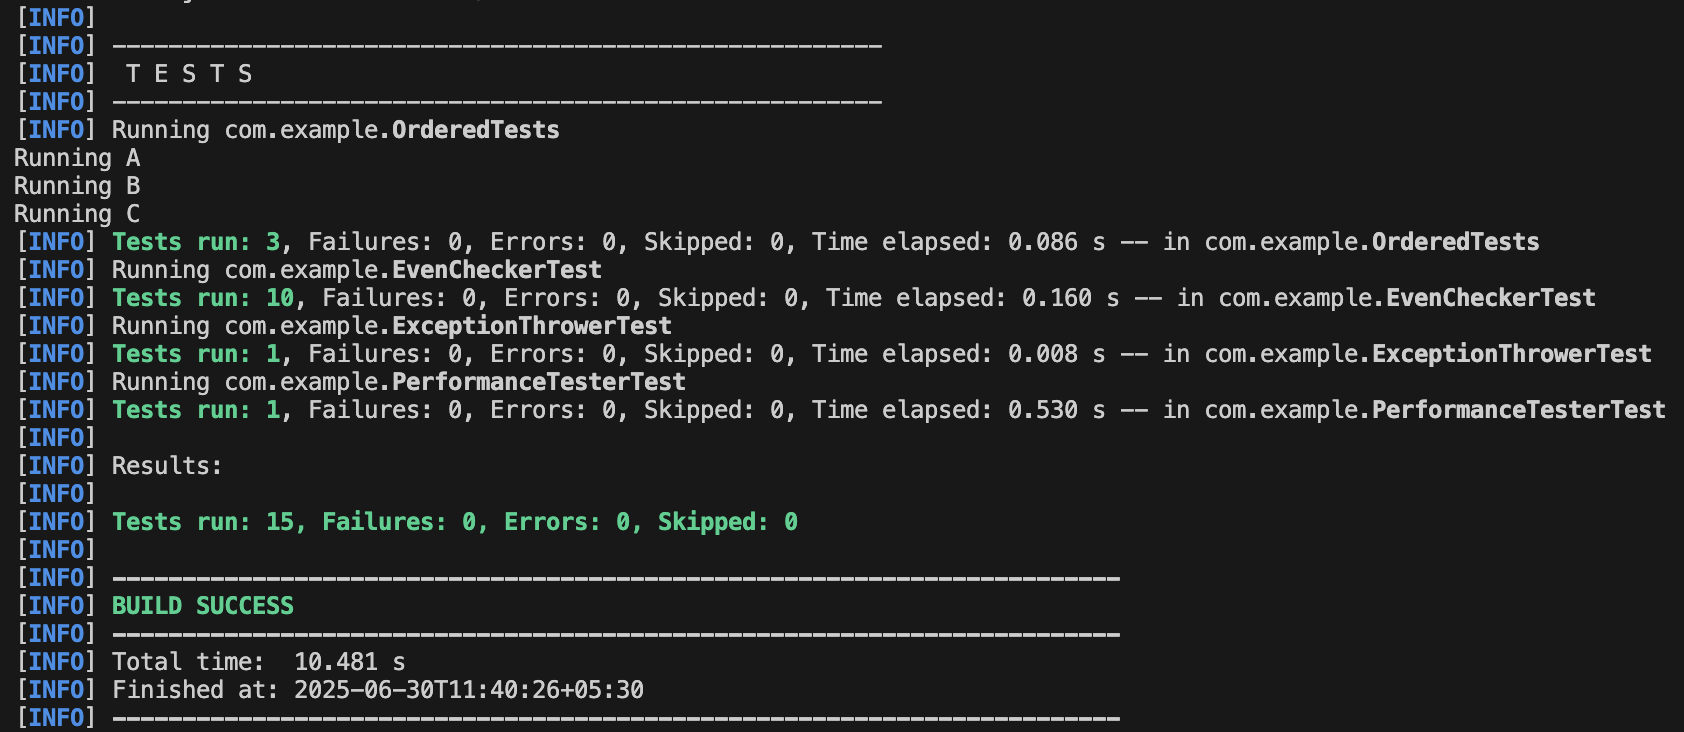 [INFO]
[INFO] -------------------------------------------------------
[INFO]  T E S T S
[INFO] -------------------------------------------------------
[INFO] Running com.example.OrderedTests
Running A
Running B
Running C
[INFO] Tests run: 3, Failures: 0, Errors: 0, Skipped: 0, Time elapsed: 0.086 s -- in com.example.OrderedTests
[INFO] Running com.example.EvenCheckerTest
[INFO] Tests run: 10, Failures: 0, Errors: 0, Skipped: 0, Time elapsed: 0.160 s -- in com.example.EvenCheckerTest
[INFO] Running com.example.ExceptionThrowerTest
[INFO] Tests run: 1, Failures: 0, Errors: 0, Skipped: 0, Time elapsed: 0.008 s -- in com.example.ExceptionThrowerTest
[INFO] Running com.example.PerformanceTesterTest
[INFO] Tests run: 1, Failures: 0, Errors: 0, Skipped: 0, Time elapsed: 0.530 s -- in com.example.PerformanceTesterTest
[INFO]
[INFO] Results:
[INFO]
[INFO] Tests run: 15, Failures: 0, Errors: 0, Skipped: 0
[INFO]
[INFO] ------------------------------------------------------------------------
[INFO] BUILD SUCCESS
[INFO] ------------------------------------------------------------------------
[INFO] Total time:  10.481 s
[INFO] Finished at: 2025-06-30T11:40:26+05:30
[INFO] ------------------------------------------------------------------------